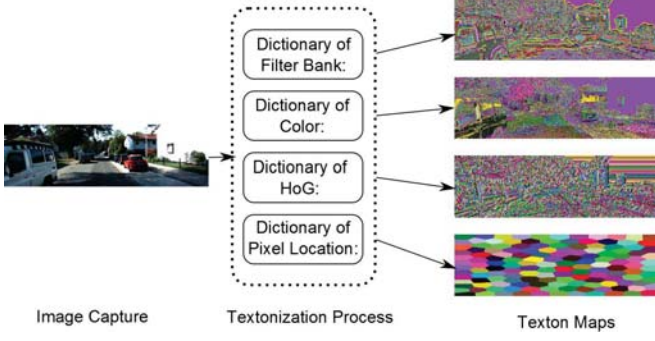 Dictionary of
Filter Bank:
Dictionary of
Color:
Dictionary of
HoG:
Dictionary of
Pixel Location:
Image Capture
Textonization Process
Texton Maps